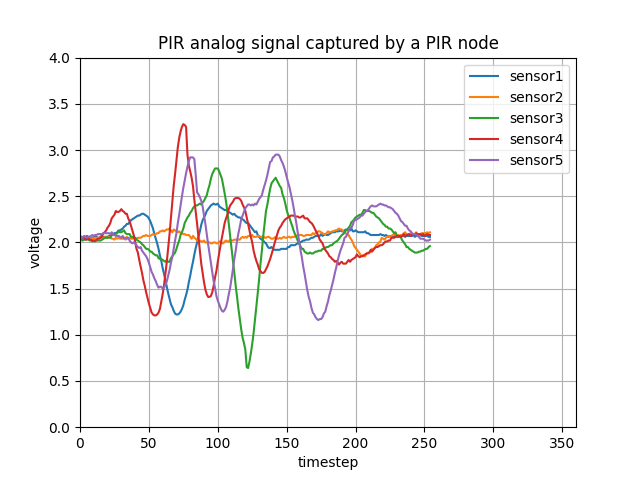 PIR analog signal captured by a PIR node
4.0
3.5
3.0
2.5
2.0
1.5
1.0
0.5
0.0
voltage
sensor1
sensor2
sensor3
sensor4
sensor5
0 50 100 150 200 250 300 350
timestep